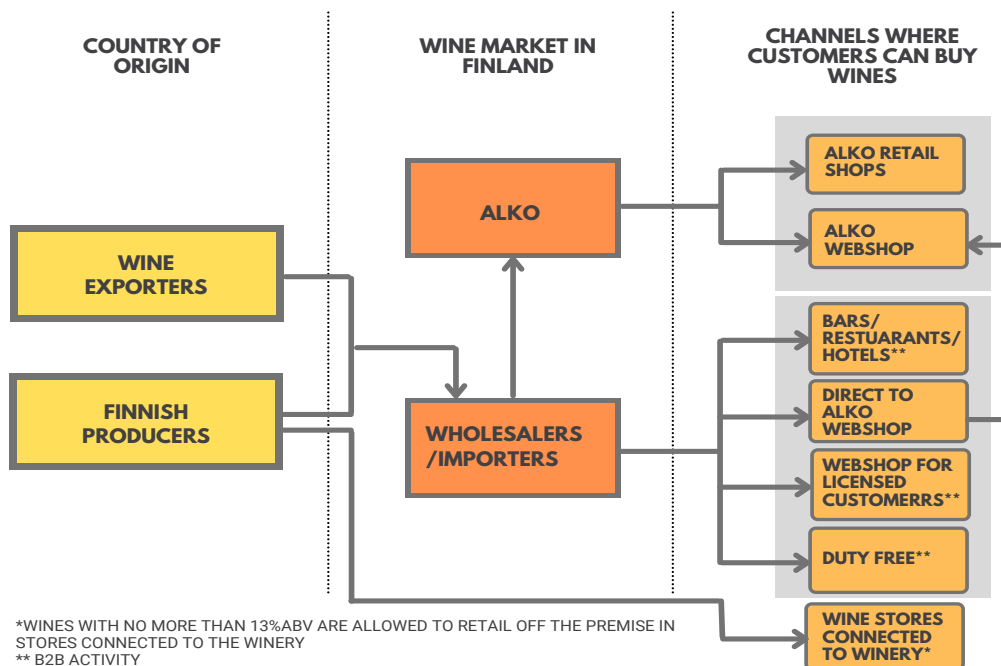 COUNTRY OF
ORIGIN
WINE MARKET IN
FINLAND
CHANNELS WHERE
CUSTOMERS CAN BUY
WINES
WINE
EXPORTERS
FINNISH
PRODUCERS
ALKO
WHOLESALERS
/IMPORTERS
ALKO RETAIL
SHOPS
ALKO
WEBSHOP
BARS/
RESTUARANTS/
HOTELS**
DIRECT TO
ALKO
WEBSHOP
WEBSHOP FOR
LICENSED
CUSTOMERRS**
DUTY FREE**
WINE STORES
CONNECTED
TO WINERY*
*WINES WITH NO MORE THAN 13%ABV ARE ALLOWED TO RETAIL OFF THE PREMISE IN
STORES CONNECTED TO THE WINERY
** B2B ACTIVITY